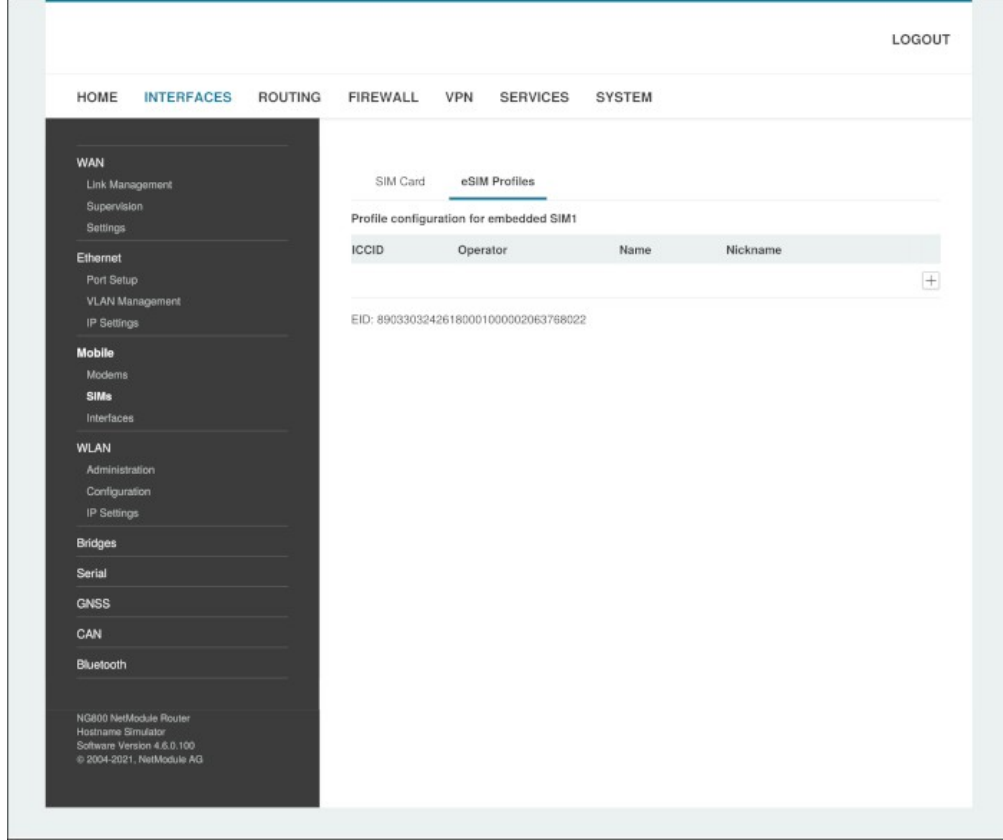 LOGOUT
HOME INTERFACES ROUTING FIREWALL VPN SERVICES SYSTEM
WAN
Link Management
Supervision
Settings
Ethernet
Port Setup
VLAN Management
IP Settings
Mobile
Modems
SIMs
Interfaces
WLAN
Administration
Configuration
IP Settings
Bridges
Serial
GNSS
CAN
Bluetooth
NG800 NetModule Router
Hostname Simulator
Software Version 4.6.0.100
© 2004-2021, NetModule AG
SIM Card eSIM Profiles
Profile configuration for embedded SIM1
ICCID Operator Name Nickname
+
EID: 89033032426180001000002063768022